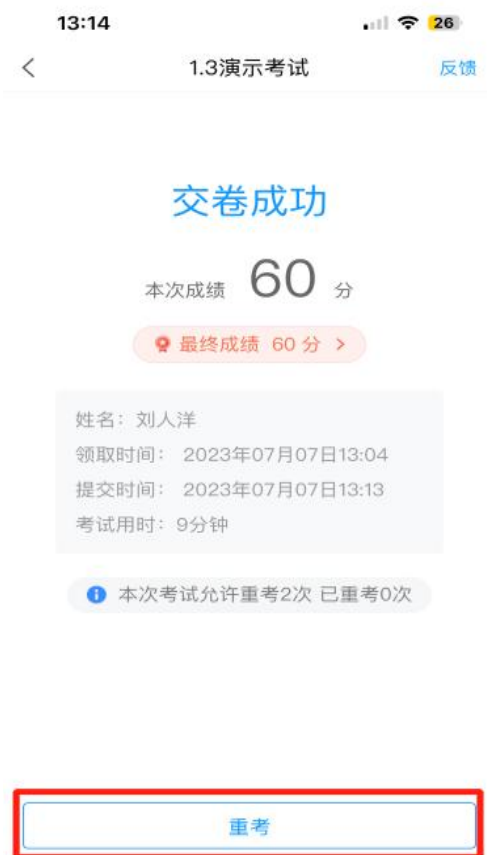 13:14 26
1.3演示考试 反馈
交卷成功
本次成绩 60 分
最终成绩 60 分 >
姓名：刘人洋
领取时间： 2023年07月07日13:04
提交时间： 2023年07月07日13:13
考试用时：9分钟
本次考试允许重考2次 已重考0次
重考